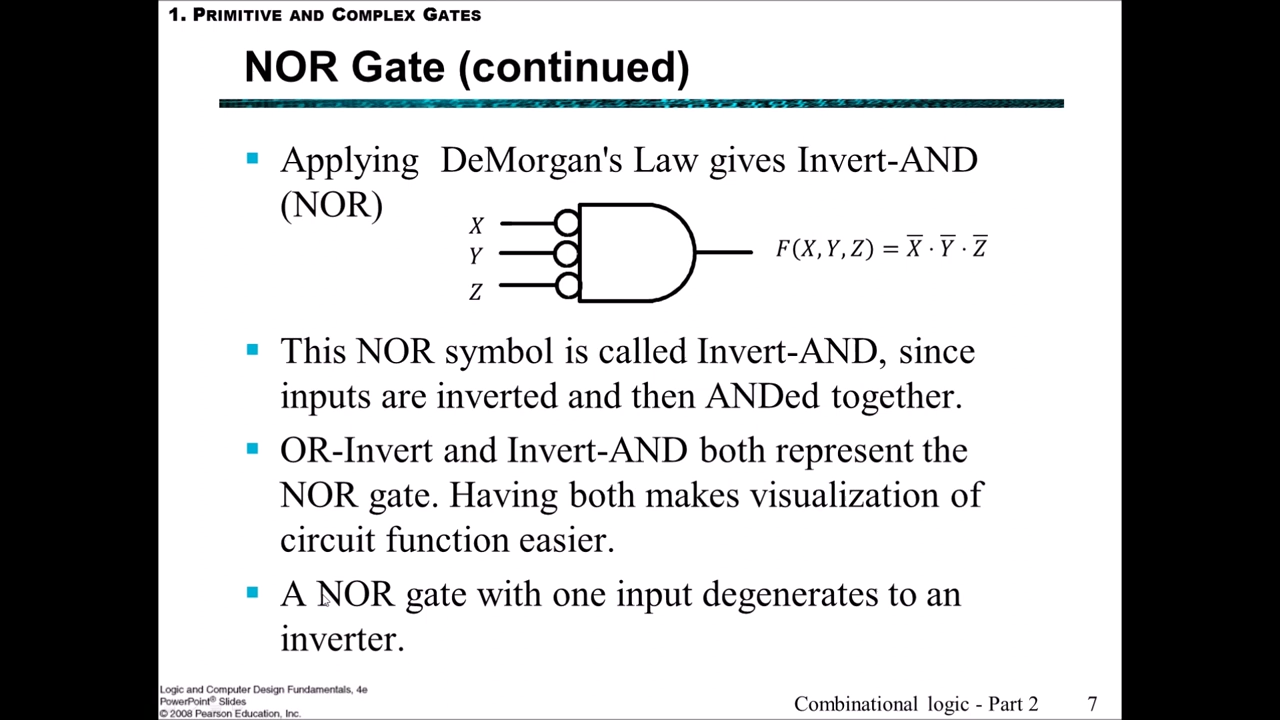 1. PRIMITIVE AND COMPLEX GATES
NOR Gate (continued)
▪ Applying DeMorgan's Law gives Invert-AND
(NOR)
X
Y
Z
F(X, Y, Z) = X̅ · Y̅ · Z̅
▪ This NOR symbol is called Invert-AND, since
inputs are inverted and then ANDed together.
▪ OR-Invert and Invert-AND both represent the
NOR gate. Having both makes visualization of
circuit function easier.
▪ A NOR gate with one input degenerates to an
inverter.
Logic and Computer Design Fundamentals, 4e
PowerPoint® Slides
© 2008 Pearson Education, Inc.
Combinational logic - Part 2 7